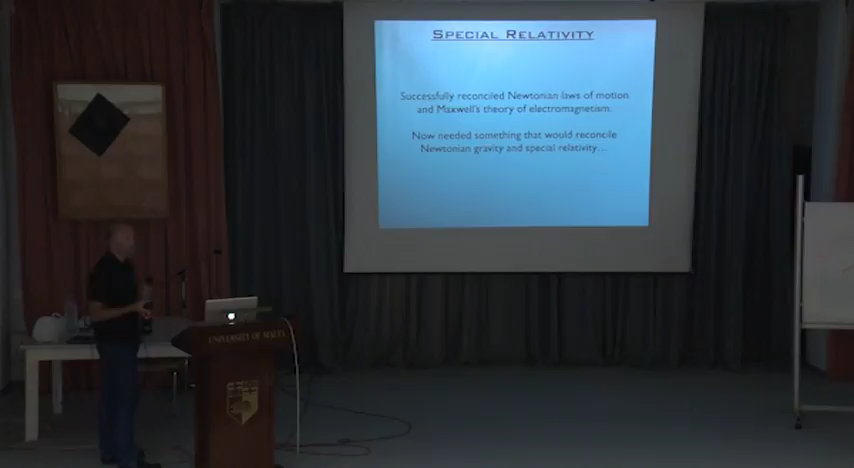 SPECIAL RELATIVITY
Successfully reconciled Newtonian laws of motion
and Maxwell's theory of electromagnetism.
Now needed something that would reconcile
Newtonian gravity and special relativity...
UNIVERSITY OF MALTA